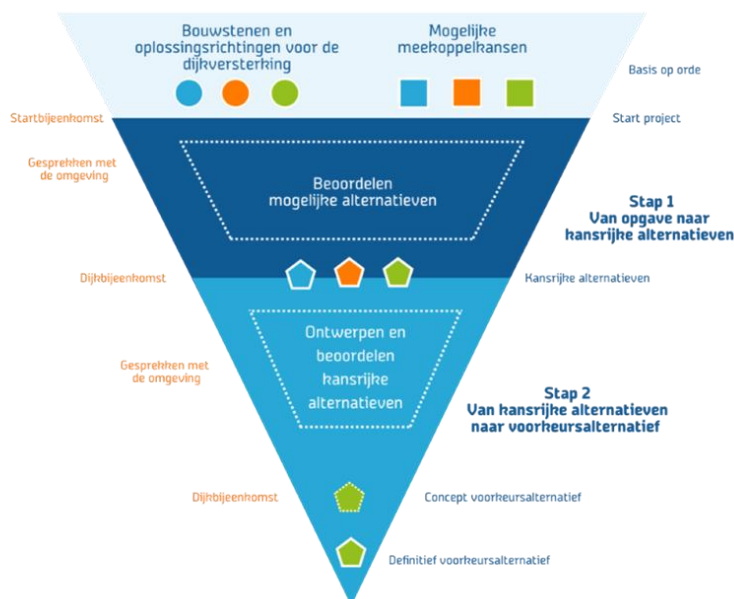 Bouwstenen en
oplossingsrichtingen voor de
dijkversterking
Mogelijke
meekoppelkansen
Basis op orde
Startbijeenkomst
Start project
Gesprekken met
de omgeving
Beoordelen
mogelijke alternatieven
Stap 1
Van opgave naar
kansrijke alternatieven
Dijkbijeenkomst
Kansrijke alternatieven
Ontwerpen en
beoordelen
kansrijke
alternatieven
Gesprekken met
de omgeving
Stap 2
Van kansrijke alternatieven
naar voorkeursalternatief
Dijkbijeenkomst
Concept voorkeursalternatief
Definitief voorkeursalternatief